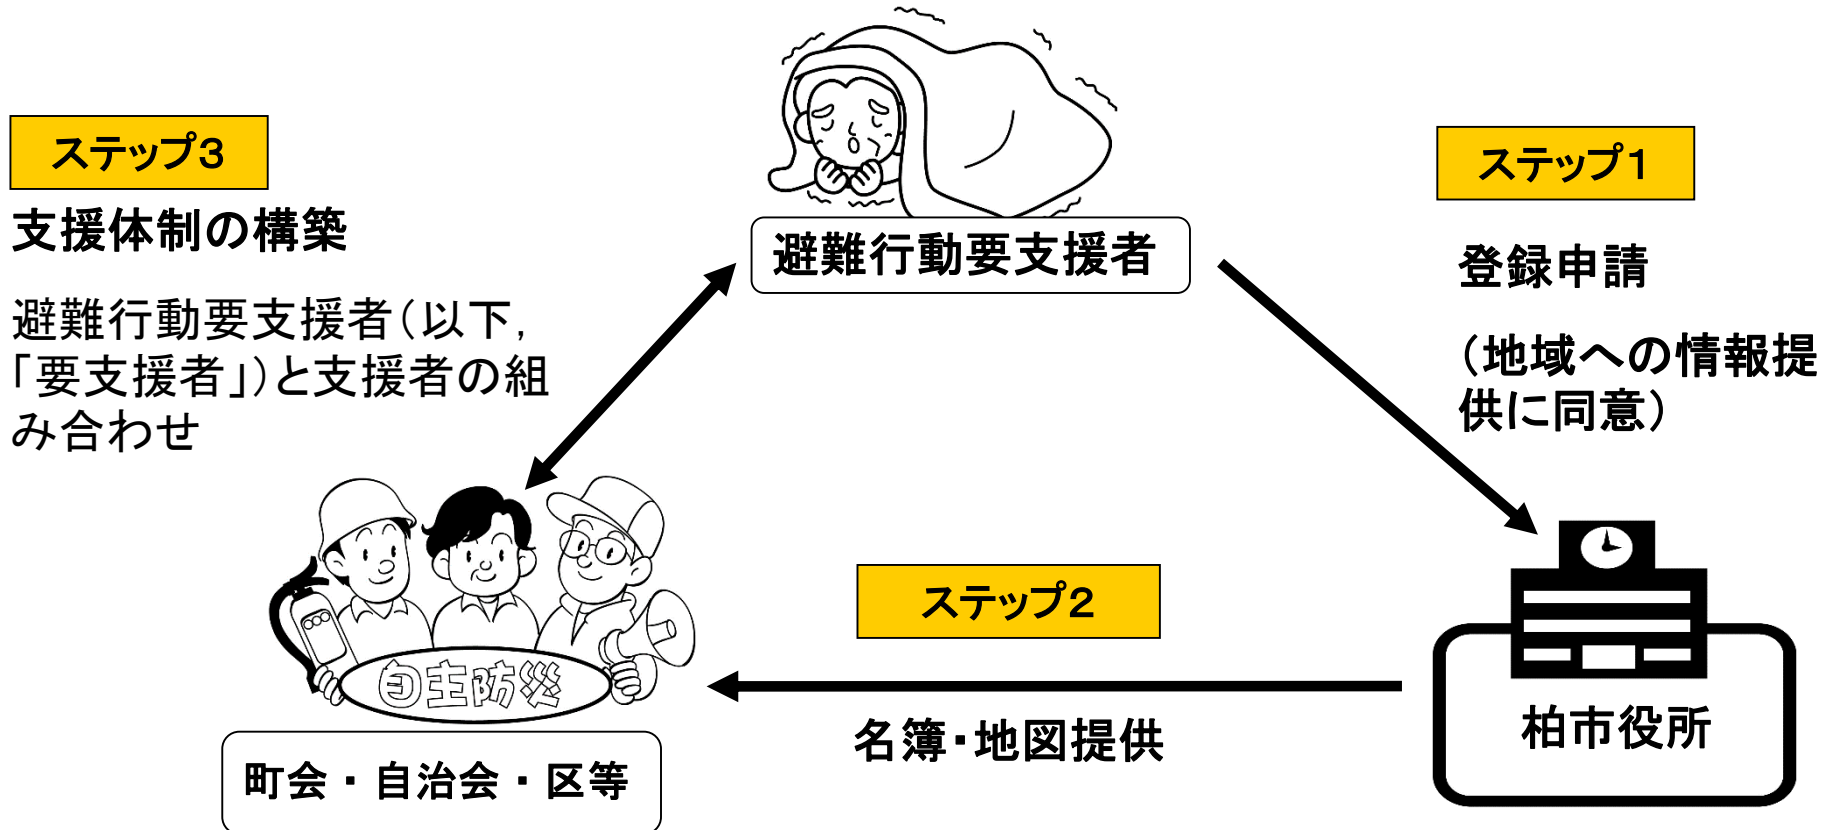 避難行動要支援者
ステップ1
登録申請
(地域への情報提
供に同意)
ステップ2
名簿・地図提供
柏市役所
ステップ3
支援体制の構築
避難行動要支援者(以下,
「要支援者」)と支援者の組
み合わせ
自主防災
町会・自治会・区等